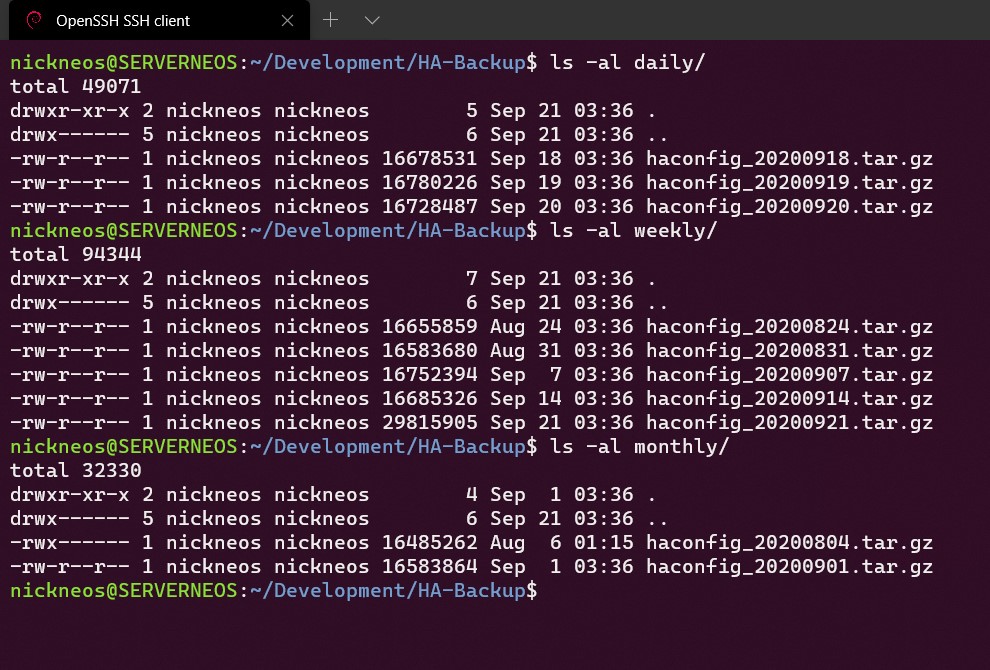 OpenSSH SSH client
nickneos@SERVERNEOS:~/Development/HA-Backup$ ls -al daily/
total 49071
drwxr-xr-x 2 nickneos nickneos        5 Sep 21 03:36 .
drwx------ 5 nickneos nickneos        6 Sep 21 03:36 ..
-rw-r--r-- 1 nickneos nickneos 16678531 Sep 18 03:36 haconfig_20200918.tar.gz
-rw-r--r-- 1 nickneos nickneos 16780226 Sep 19 03:36 haconfig_20200919.tar.gz
-rw-r--r-- 1 nickneos nickneos 16728487 Sep 20 03:36 haconfig_20200920.tar.gz
nickneos@SERVERNEOS:~/Development/HA-Backup$ ls -al weekly/
total 94344
drwxr-xr-x 2 nickneos nickneos        7 Sep 21 03:36 .
drwx------ 5 nickneos nickneos        6 Sep 21 03:36 ..
-rw-r--r-- 1 nickneos nickneos 16655859 Aug 24 03:36 haconfig_20200824.tar.gz
-rw-r--r-- 1 nickneos nickneos 16583680 Aug 31 03:36 haconfig_20200831.tar.gz
-rw-r--r-- 1 nickneos nickneos 16752394 Sep  7 03:36 haconfig_20200907.tar.gz
-rw-r--r-- 1 nickneos nickneos 16685326 Sep 14 03:36 haconfig_20200914.tar.gz
-rw-r--r-- 1 nickneos nickneos 29815905 Sep 21 03:36 haconfig_20200921.tar.gz
nickneos@SERVERNEOS:~/Development/HA-Backup$ ls -al monthly/
total 32330
drwxr-xr-x 2 nickneos nickneos        4 Sep  1 03:36 .
drwx------ 5 nickneos nickneos        6 Sep 21 03:36 ..
-rwx------ 1 nickneos nickneos 16485262 Aug  6 01:15 haconfig_20200804.tar.gz
-rw-r--r-- 1 nickneos nickneos 16583864 Sep  1 03:36 haconfig_20200901.tar.gz
nickneos@SERVERNEOS:~/Development/HA-Backup$